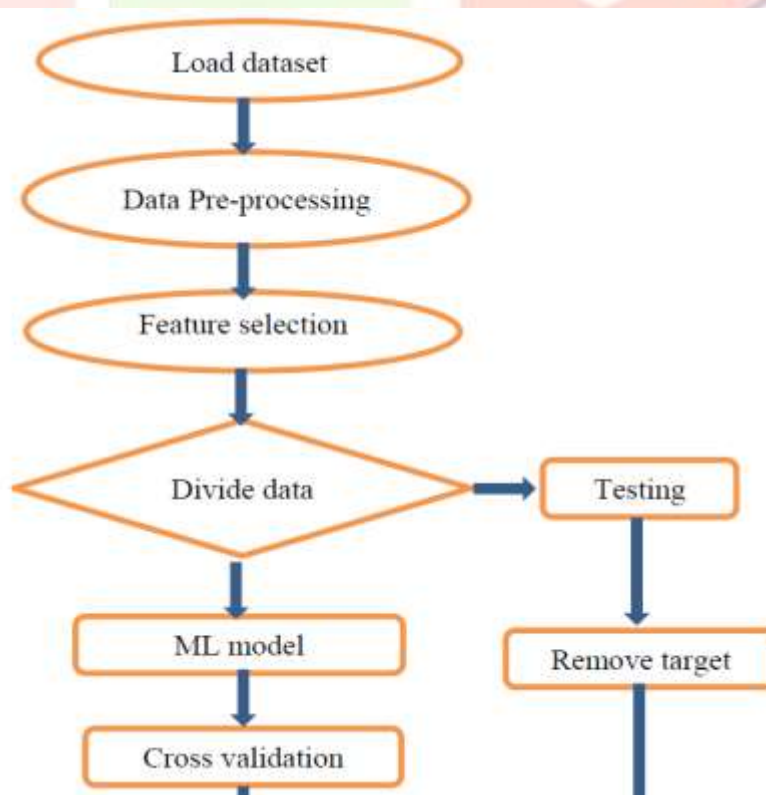 Load dataset
Data Pre-processing
Feature selection
Divide data
Testing
ML model
Remove target
Cross validation